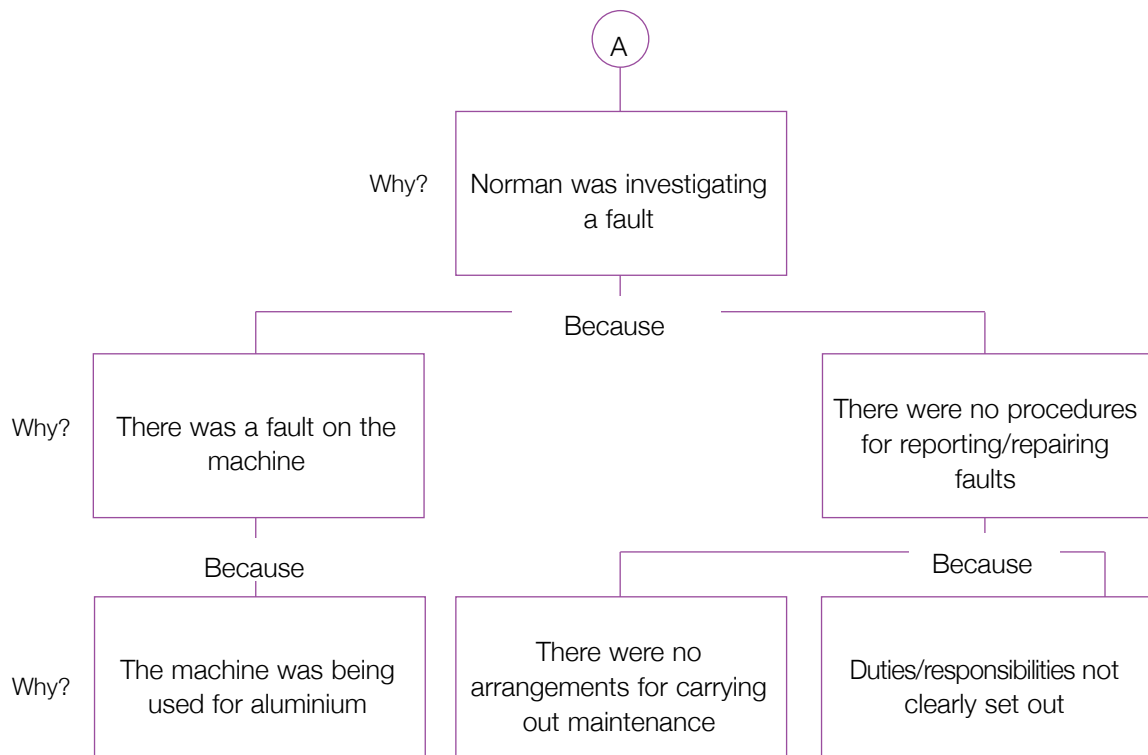 A
Why?
Norman was investigating
a fault
Because
Why?
There was a fault on the
machine
There were no procedures
for reporting/repairing
faults
Because
Because
Why?
The machine was being
used for aluminium
There were no
arrangements for carrying
out maintenance
Duties/responsibilities not
clearly set out